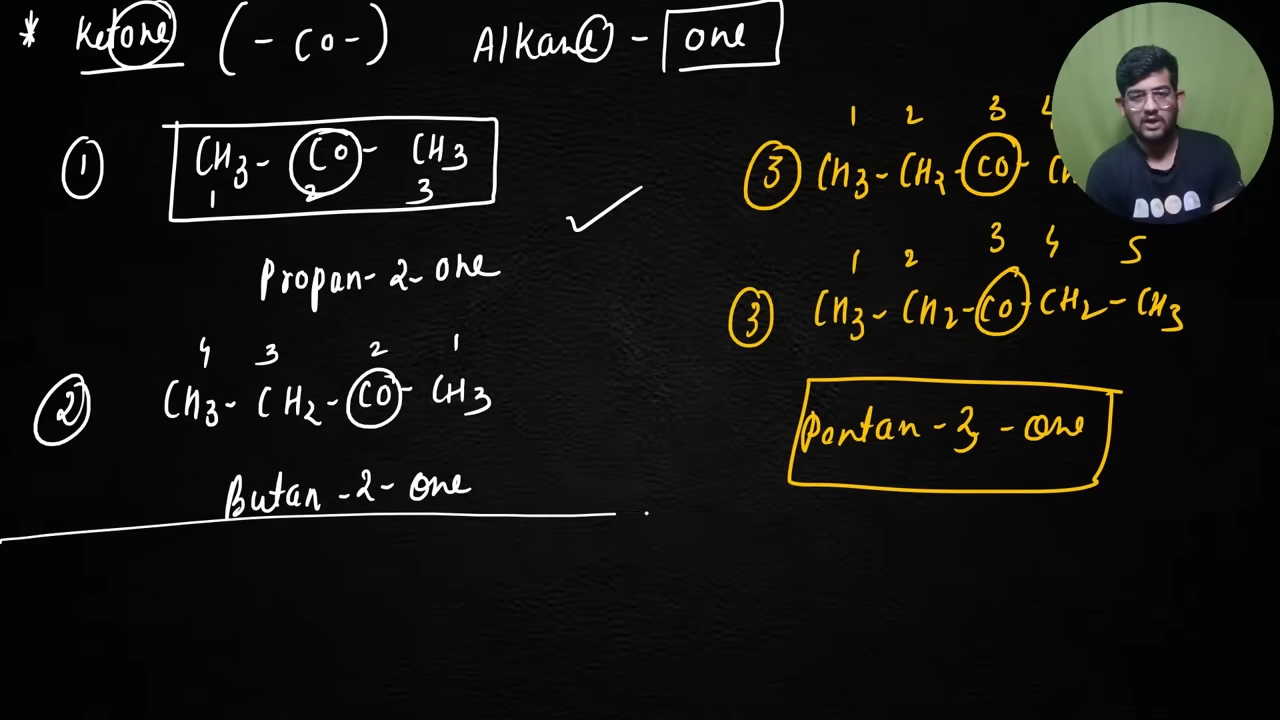 * Ketone (-CO-) Alkane - one
① CH3 - CO - CH3
1 2 3
Propan-2-one
4 3 2 1
② CH3 - CH2 - CO - CH3
Butan-2-one
1 2 3 4
③ CH3 - CH2 - CO -
1 2 3 4 5
③ CH3 - CH2 - CO - CH2 - CH3
Pentan-3-one